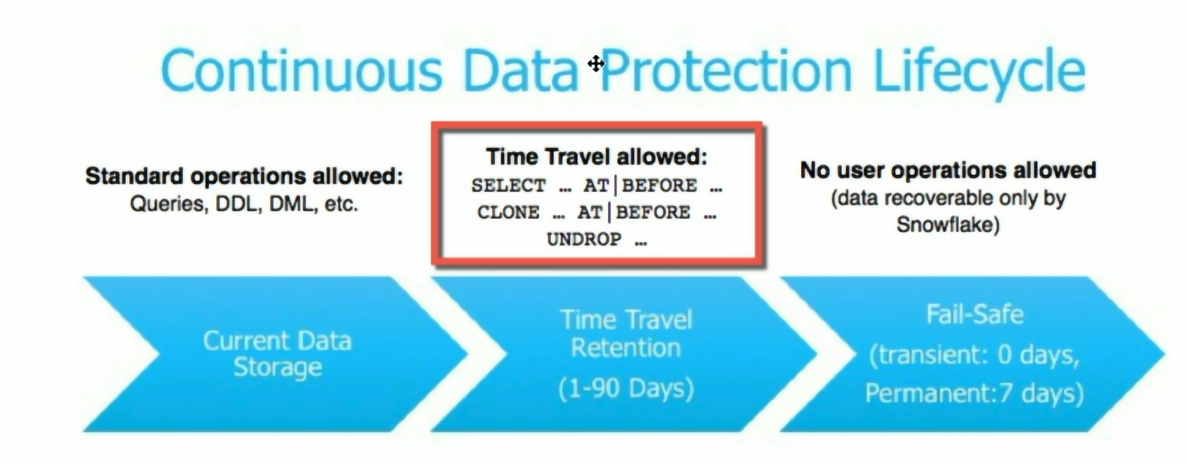 Continuous Data Protection Lifecycle
Standard operations allowed:
Queries, DDL, DML, etc.
Time Travel allowed:
SELECT … AT|BEFORE …
CLONE … AT|BEFORE …
UNDROP …
No user operations allowed
(data recoverable only by
Snowflake)
Current Data
Storage
Time Travel
Retention
(1-90 Days)
Fail-Safe
(transient: 0 days,
Permanent:7 days)